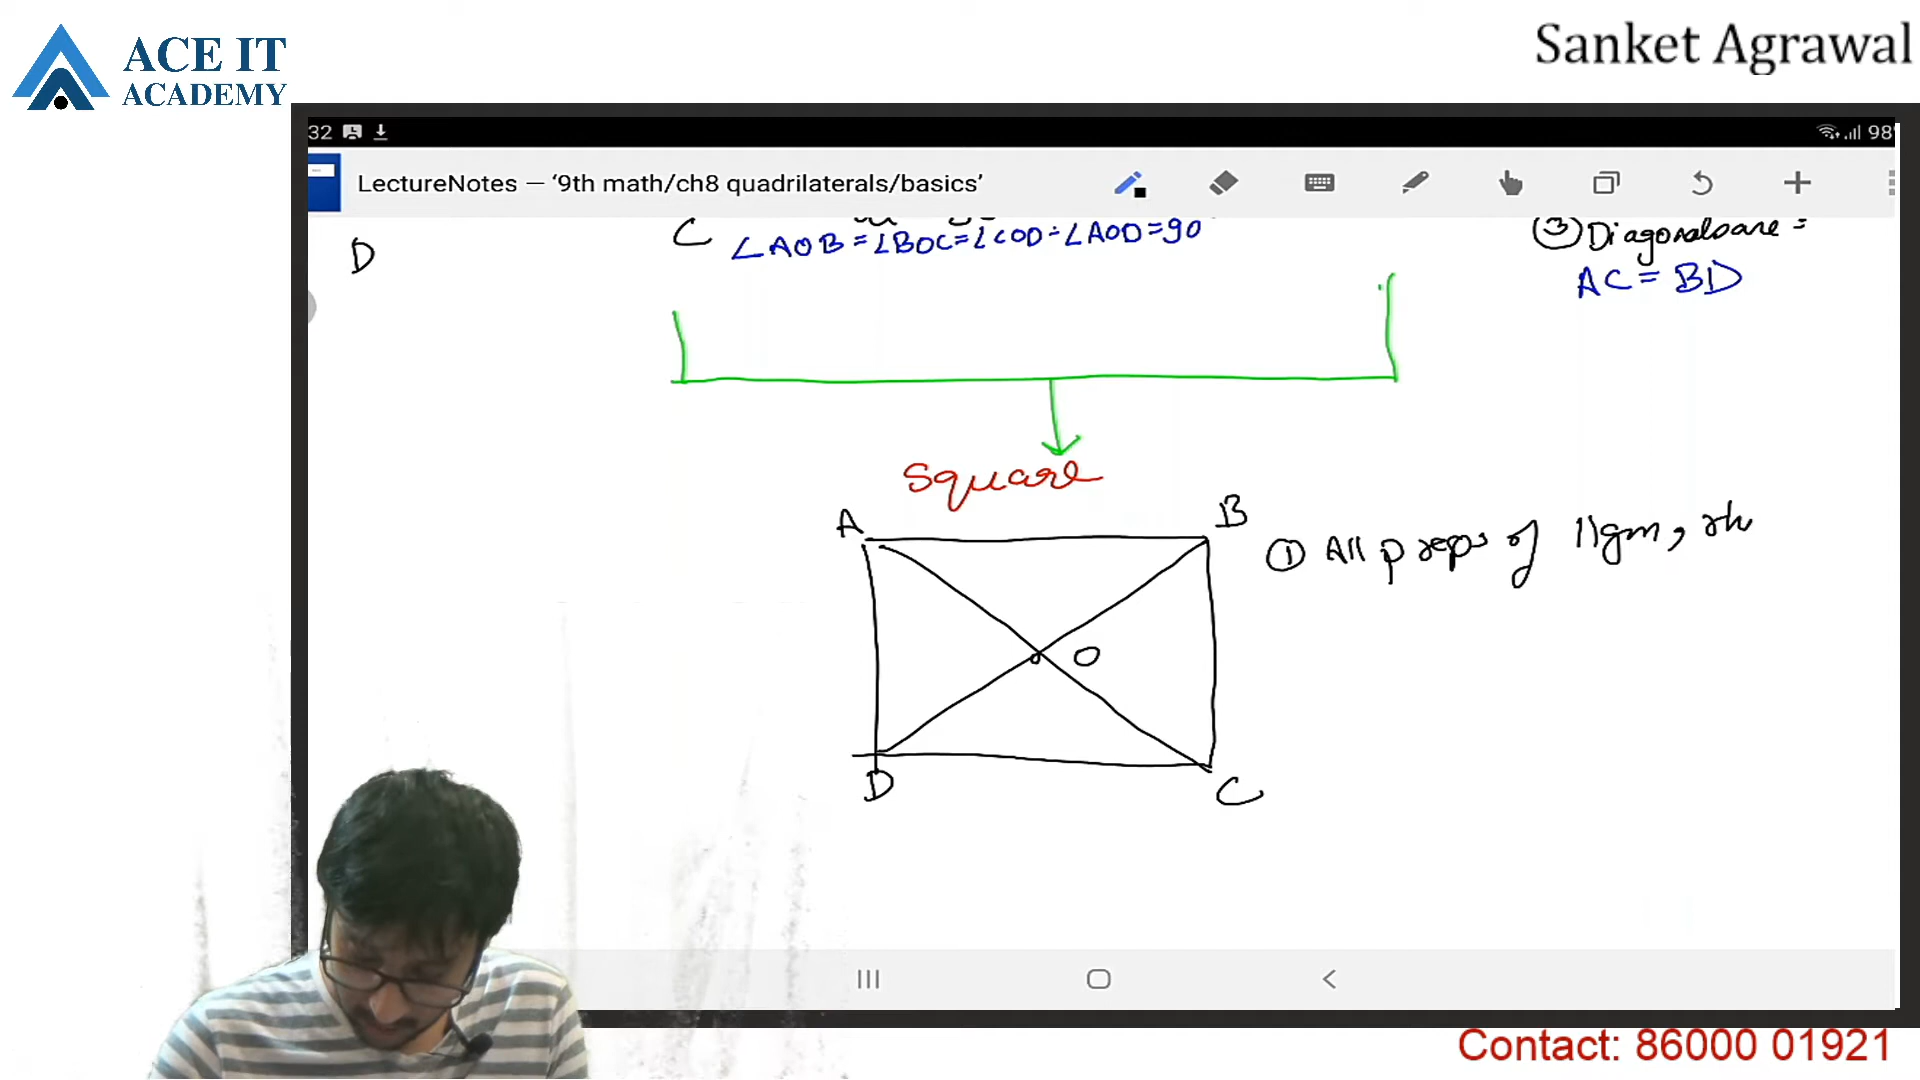 ACE IT
ACADEMY
Sanket Agrawal
32
98
LectureNotes — ‘9th math/ch8 quadrilaterals/basics’
D
C
∠AOB=∠BOC=∠COD=∠AOD=90°
③ Diagonals are =
AC = BD
Square
A
B
① All props of ||gm, rh
O
D
C
Contact: 86000 01921